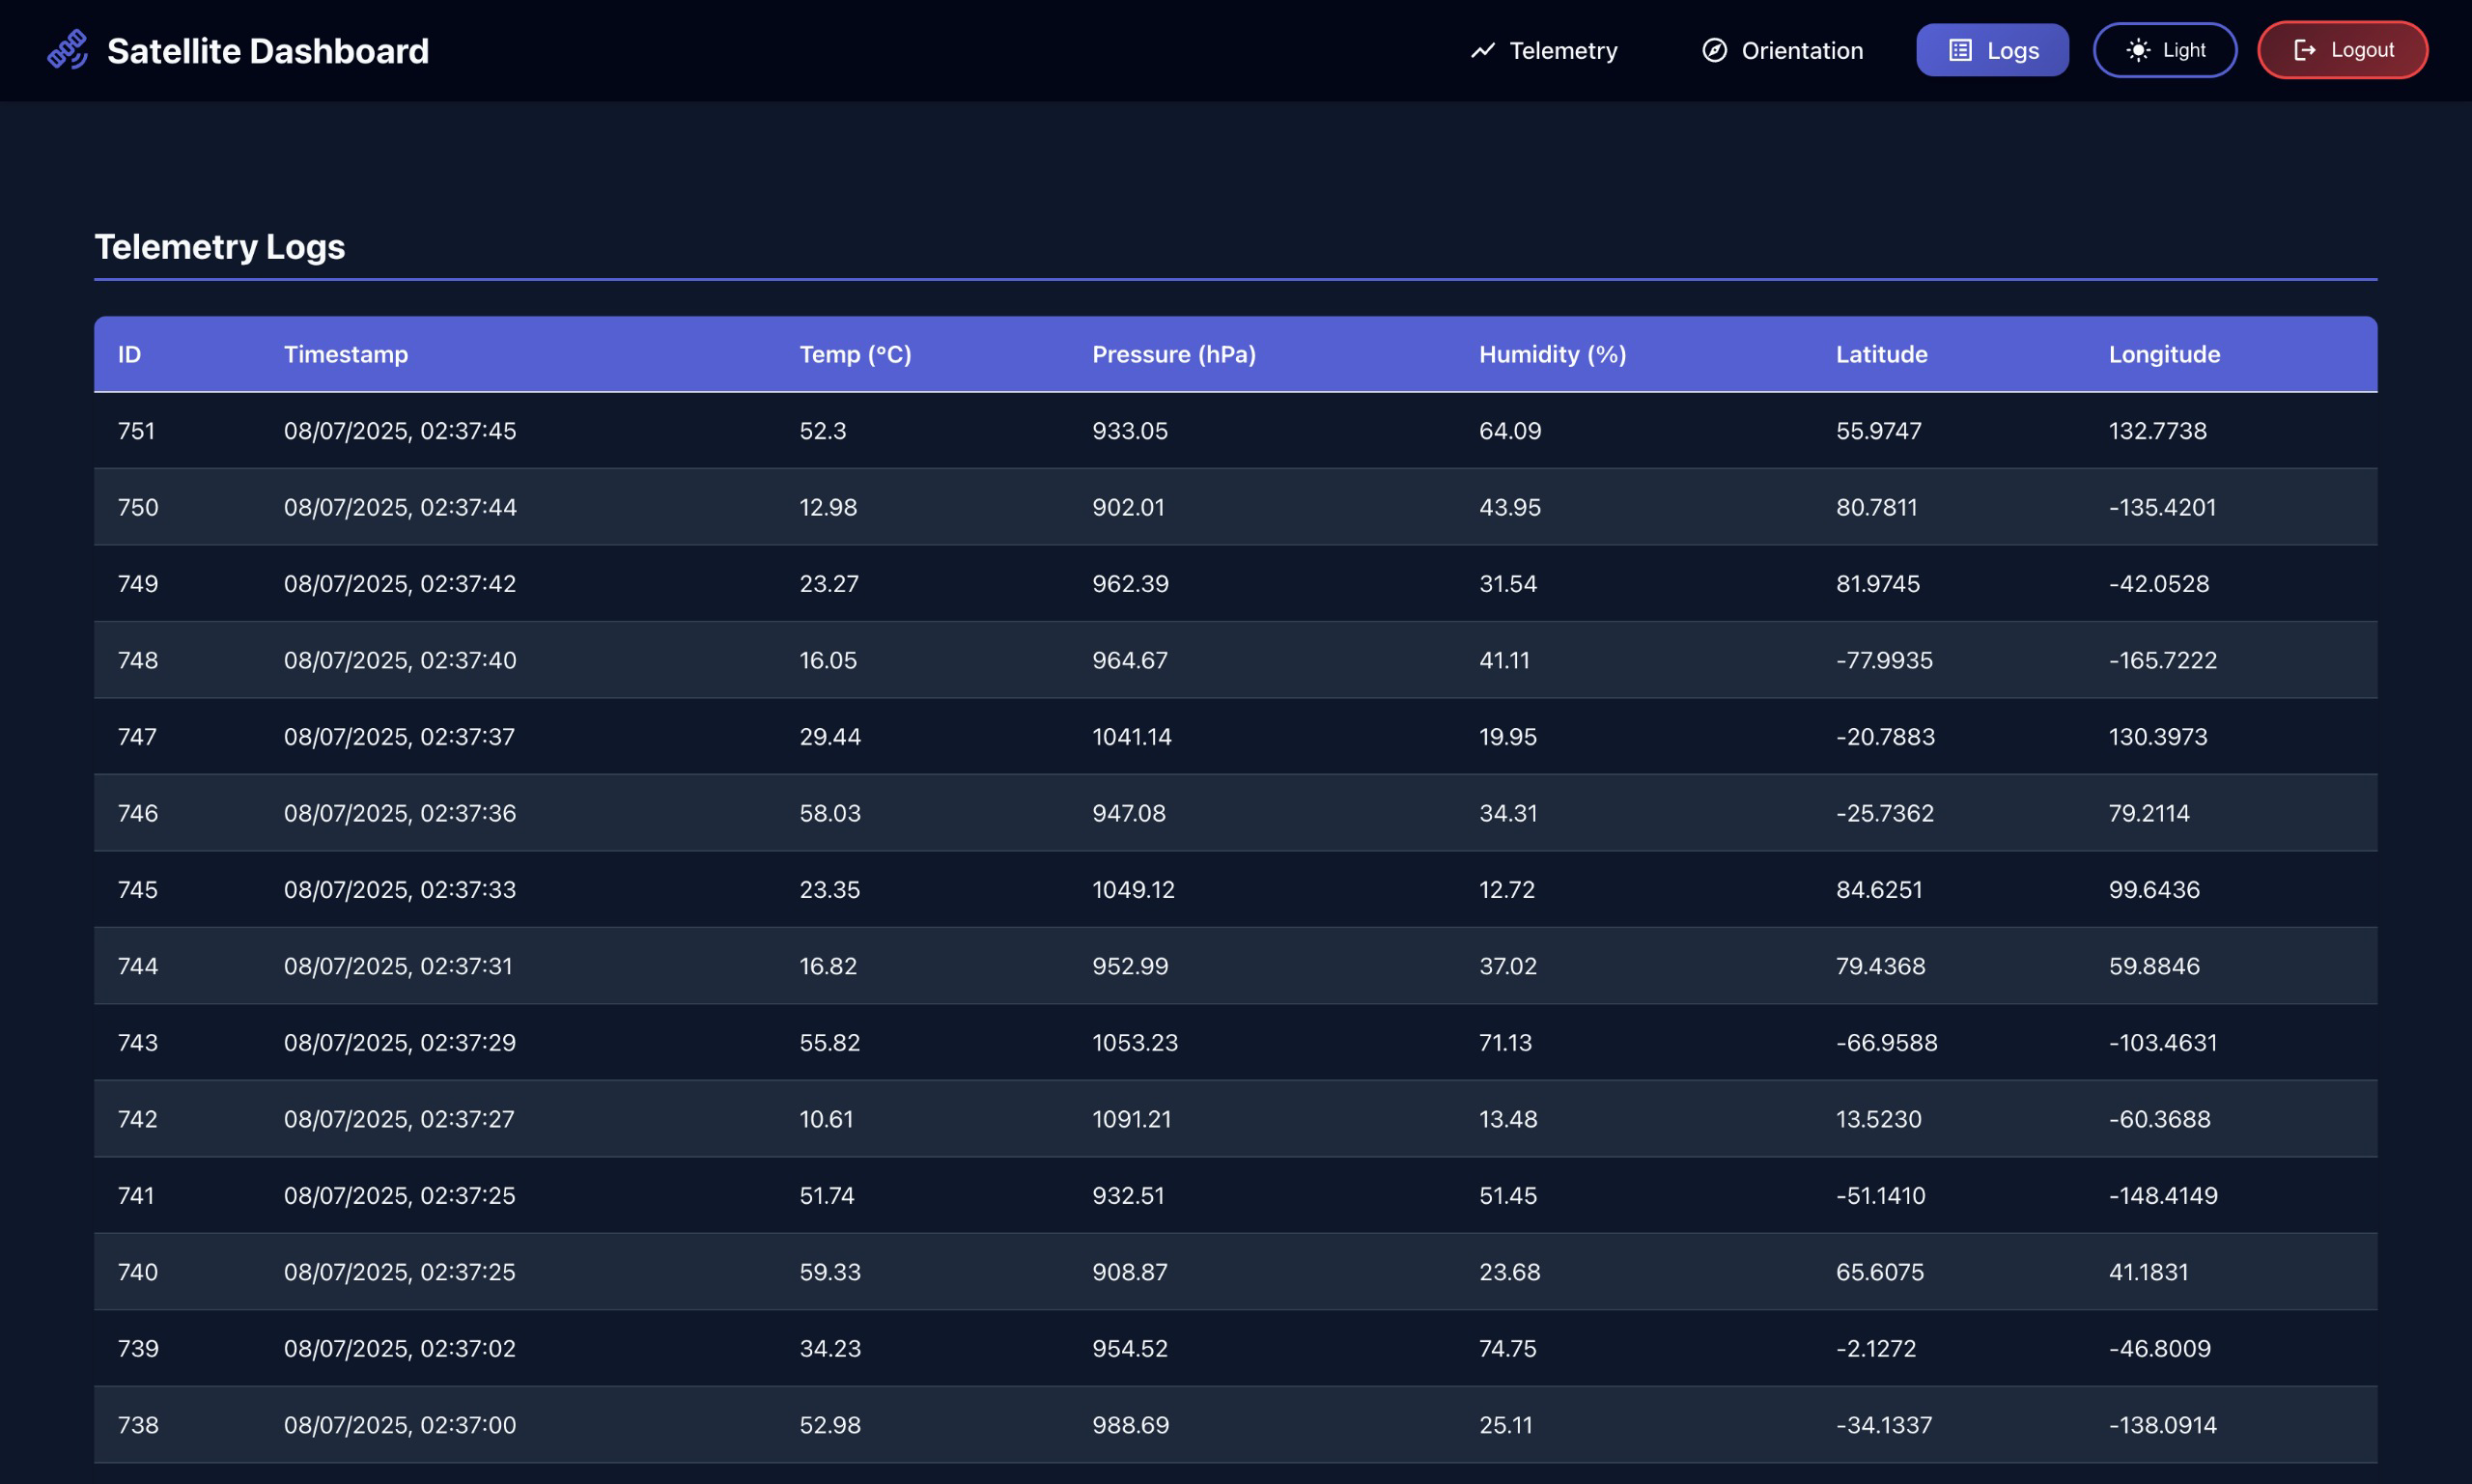 Satellite Dashboard Telemetry Orientation Logs Light Logout
Telemetry Logs
ID Timestamp Temp (°C) Pressure (hPa) Humidity (%) Latitude Longitude
751 08/07/2025, 02:37:45 52.3 933.05 64.09 55.9747 132.7738
750 08/07/2025, 02:37:44 12.98 902.01 43.95 80.7811 -135.4201
749 08/07/2025, 02:37:42 23.27 962.39 31.54 81.9745 -42.0528
748 08/07/2025, 02:37:40 16.05 964.67 41.11 -77.9935 -165.7222
747 08/07/2025, 02:37:37 29.44 1041.14 19.95 -20.7883 130.3973
746 08/07/2025, 02:37:36 58.03 947.08 34.31 -25.7362 79.2114
745 08/07/2025, 02:37:33 23.35 1049.12 12.72 84.6251 99.6436
744 08/07/2025, 02:37:31 16.82 952.99 37.02 79.4368 59.8846
743 08/07/2025, 02:37:29 55.82 1053.23 71.13 -66.9588 -103.4631
742 08/07/2025, 02:37:27 10.61 1091.21 13.48 13.5230 -60.3688
741 08/07/2025, 02:37:25 51.74 932.51 51.45 -51.1410 -148.4149
740 08/07/2025, 02:37:25 59.33 908.87 23.68 65.6075 41.1831
739 08/07/2025, 02:37:02 34.23 954.52 74.75 -2.1272 -46.8009
738 08/07/2025, 02:37:00 52.98 988.69 25.11 -34.1337 -138.0914